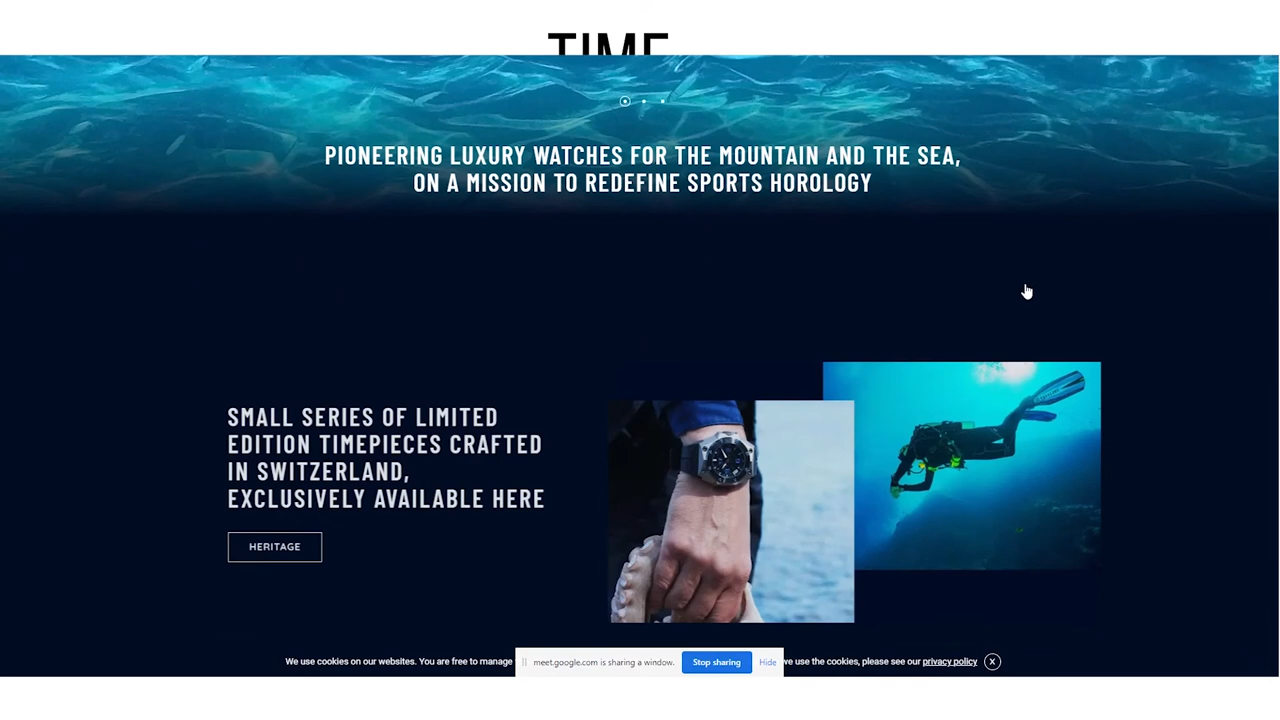 TIME
PIONEERING LUXURY WATCHES FOR THE MOUNTAIN AND THE SEA,
ON A MISSION TO REDEFINE SPORTS HOROLOGY
SMALL SERIES OF LIMITED
EDITION TIMEPIECES CRAFTED
IN SWITZERLAND,
EXCLUSIVELY AVAILABLE HERE
HERITAGE
We use cookies on our websites. You are free to manage
meet.google.com is sharing a window. Stop sharing Hide
we use the cookies, please see our privacy policy X